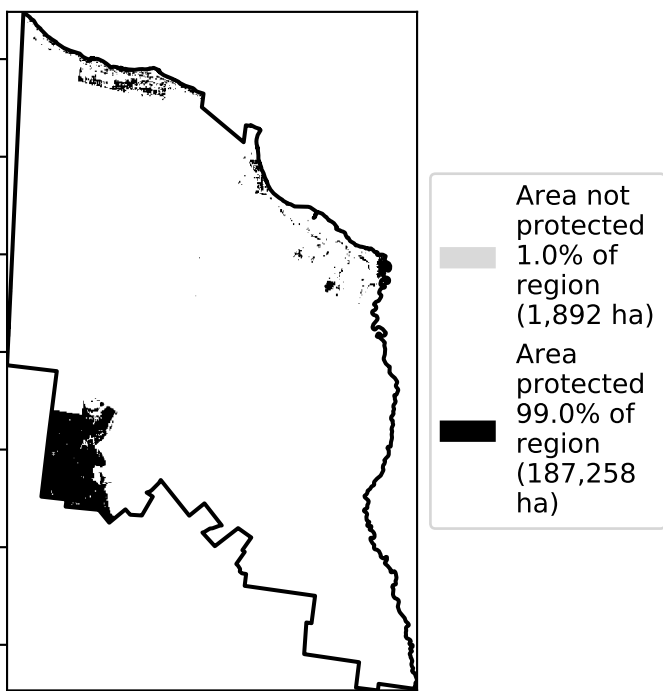 Area not
protected
1.0% of
region
(1,892 ha)
Area
protected
99.0% of
region
(187,258
ha)